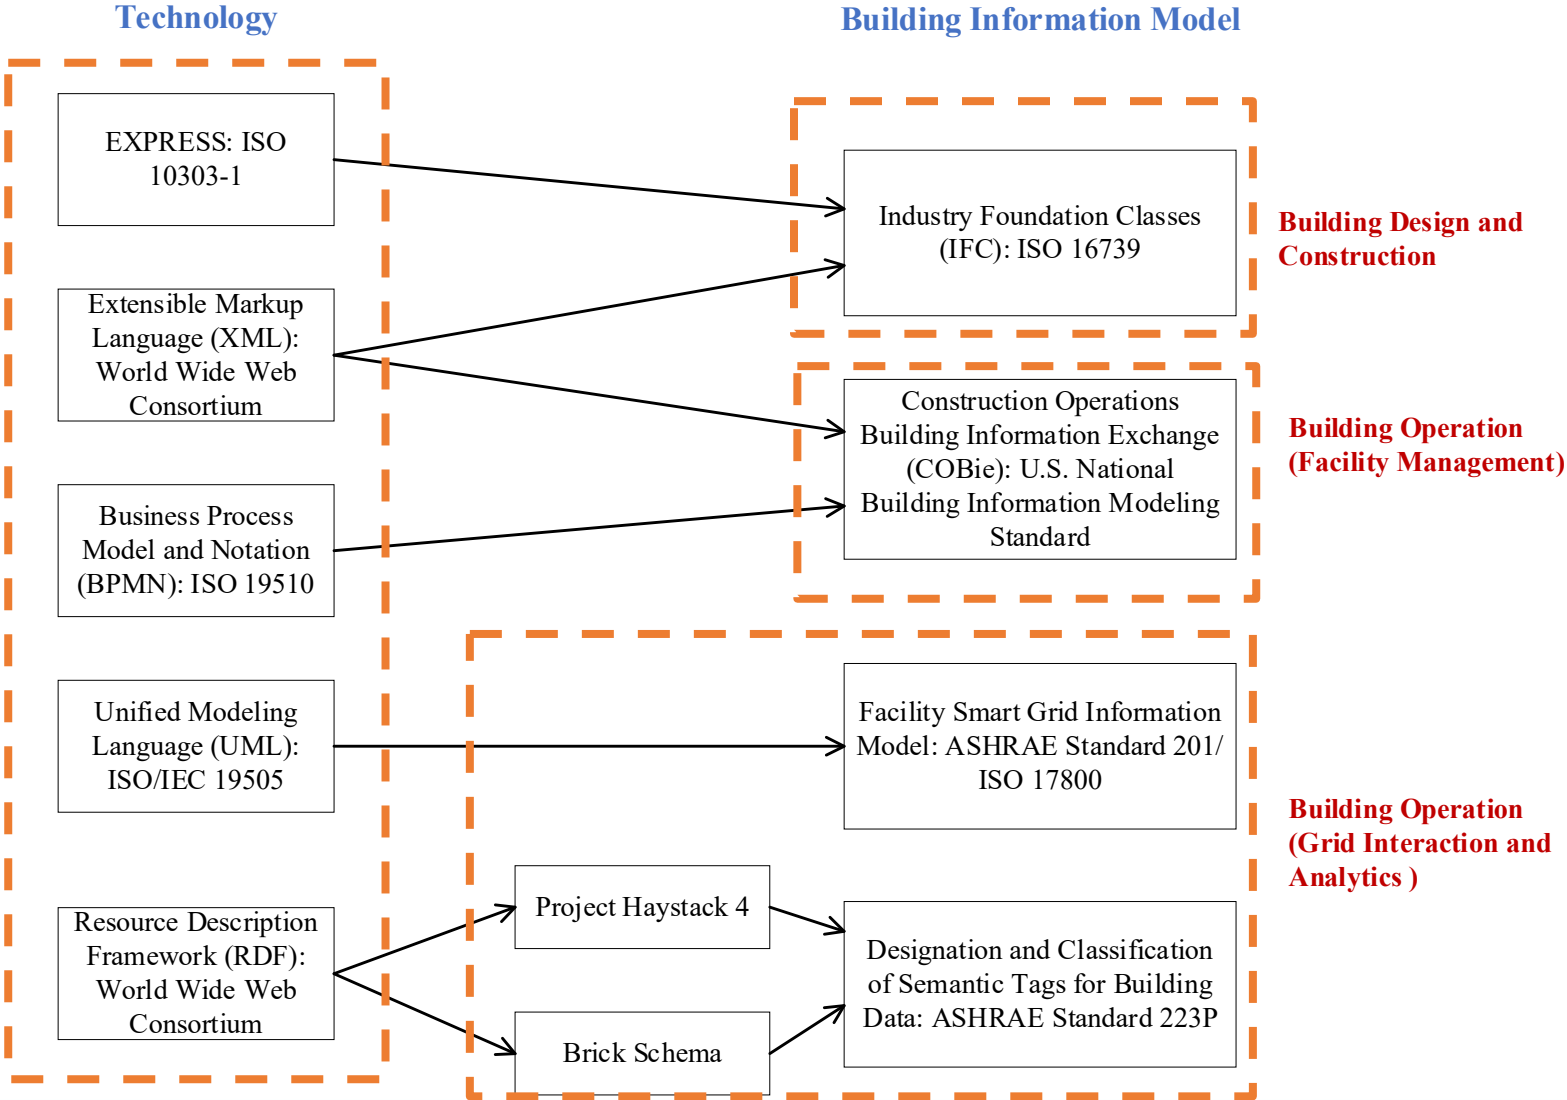 Technology
Building Information Model
EXPRESS: ISO
10303-1
Industry Foundation Classes
(IFC): ISO 16739
Building Design and
Construction
Extensible Markup
Language (XML):
World Wide Web
Consortium
Construction Operations
Building Information Exchange
(COBie): U.S. National
Building Information Modeling
Standard
Building Operation
(Facility Management)
Business Process
Model and Notation
(BPMN): ISO 19510
Unified Modeling
Language (UML):
ISO/IEC 19505
Facility Smart Grid Information
Model: ASHRAE Standard 201/
ISO 17800
Building Operation
(Grid Interaction and
Analytics )
Resource Description
Framework (RDF):
World Wide Web
Consortium
Project Haystack 4
Brick Schema
Designation and Classification
of Semantic Tags for Building
Data: ASHRAE Standard 223P